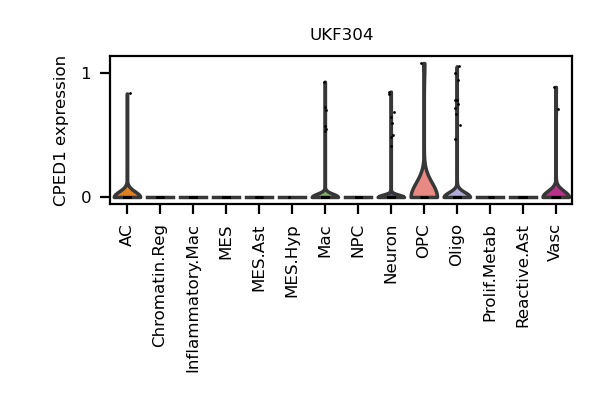 UKF304
CPED1 expression
1
0
AC
Chromatin.Reg
Inflammatory.Mac
MES
MES.Ast
MES.Hyp
Mac
NPC
Neuron
OPC
Oligo
Prolif.Metab
Reactive.Ast
Vasc